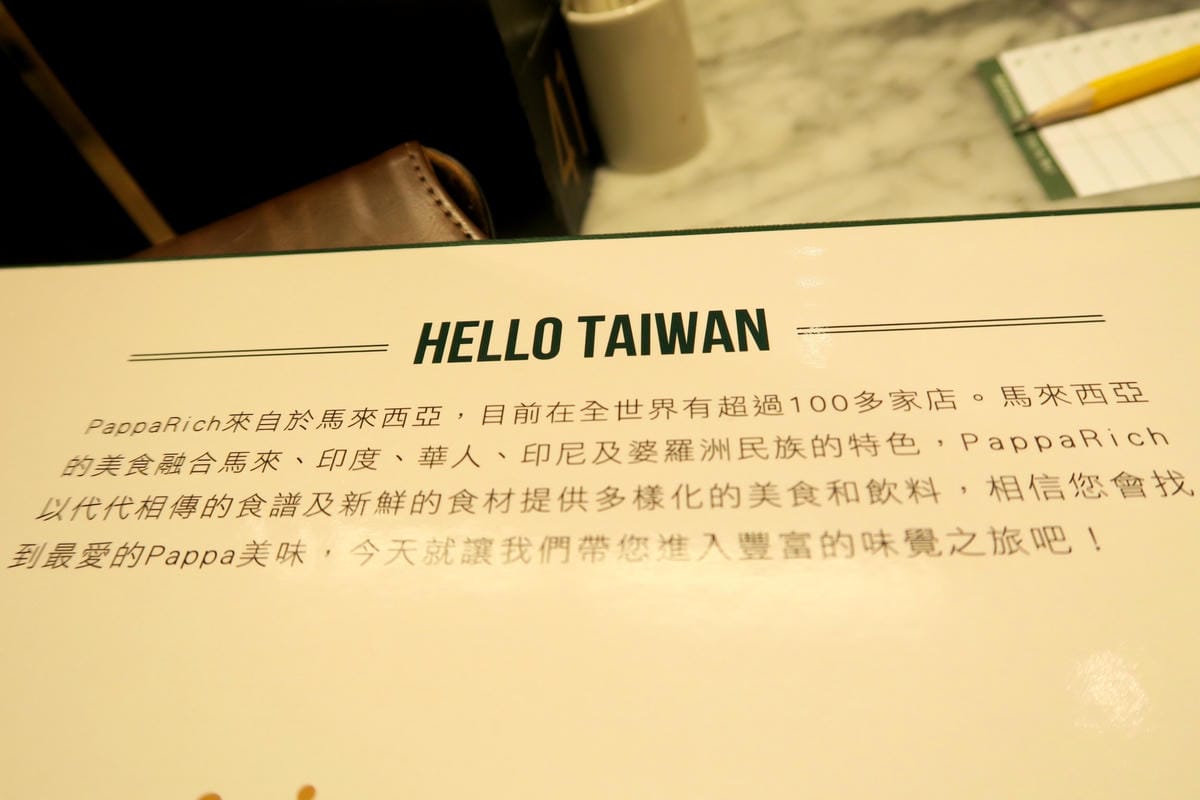 41
HELLO TAIWAN
PappaRich來自於馬來西亞，目前在全世界有超過100多家店。馬來西亞
的美食融合馬來、印度、華人、印尼及婆羅洲民族的特色，PappaRich
以代代相傳的食譜及新鮮的食材提供多樣化的美食和飲料，相信您會找
到最愛的Pappa美味，今天就讓我們帶您進入豐富的味覺之旅吧！